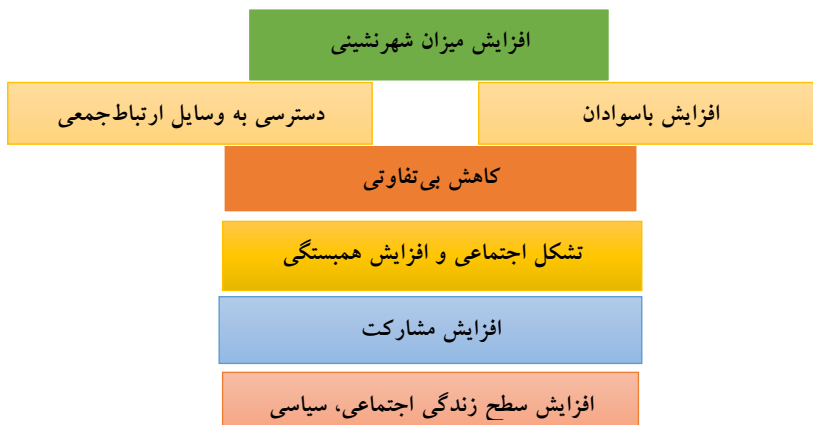 افزایش میزان شهرنشینی
افزایش باسوادان
دسترسی به وسایل ارتباط‌جمعی
کاهش بی‌تفاوتی
تشکل اجتماعی و افزایش همبستگی
افزایش مشارکت
افزایش سطح زندگی اجتماعی، سیاسی